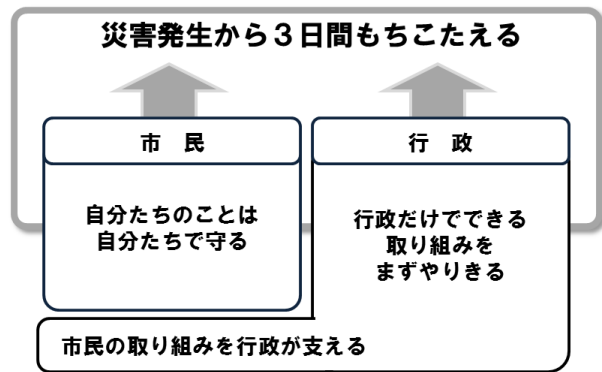 災害発生から３日間もちこたえる
市　民
自分たちのことは
自分たちで守る
行　政
行政だけでできる
取り組みを
まずやりきる
市民の取り組みを行政が支える